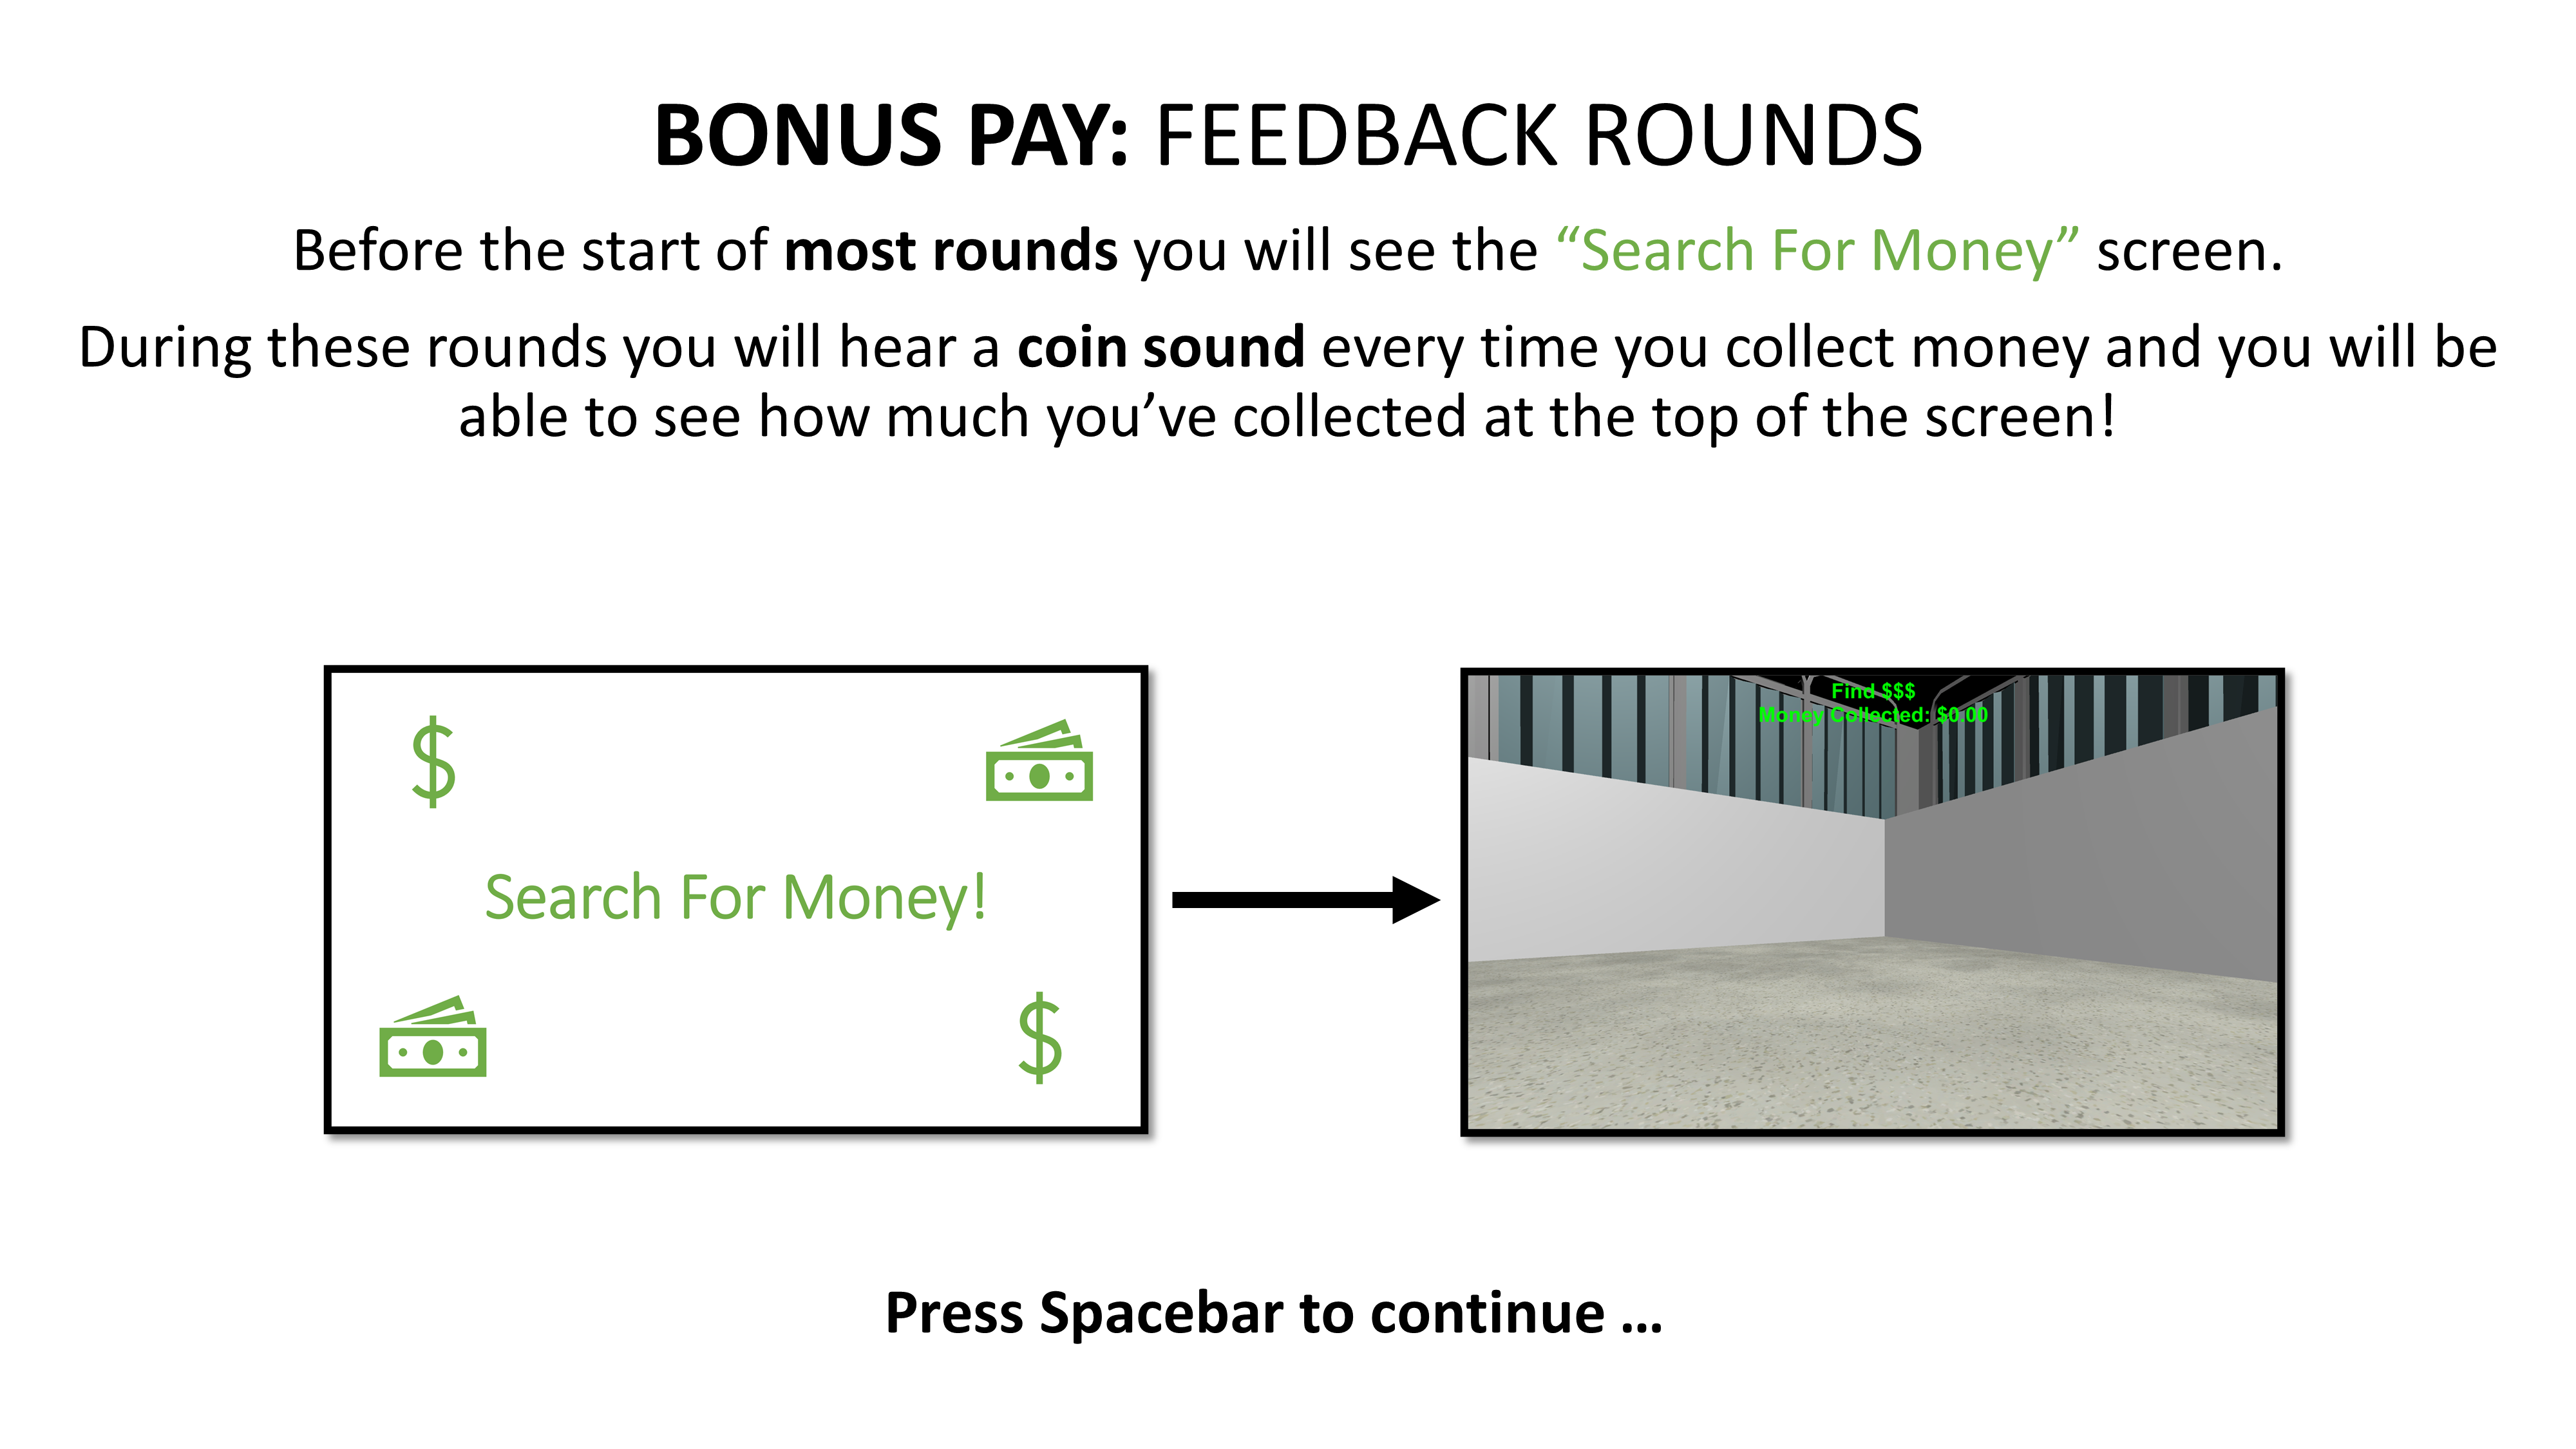 BONUS PAY: FEEDBACK ROUNDS
Before the start of most rounds you will see the “Search For Money” screen.
During these rounds you will hear a coin sound every time you collect money and you will be
able to see how much you’ve collected at the top of the screen!
$
Search For Money!
$
Find $$$
Money Collected: $0.00
Press Spacebar to continue ...